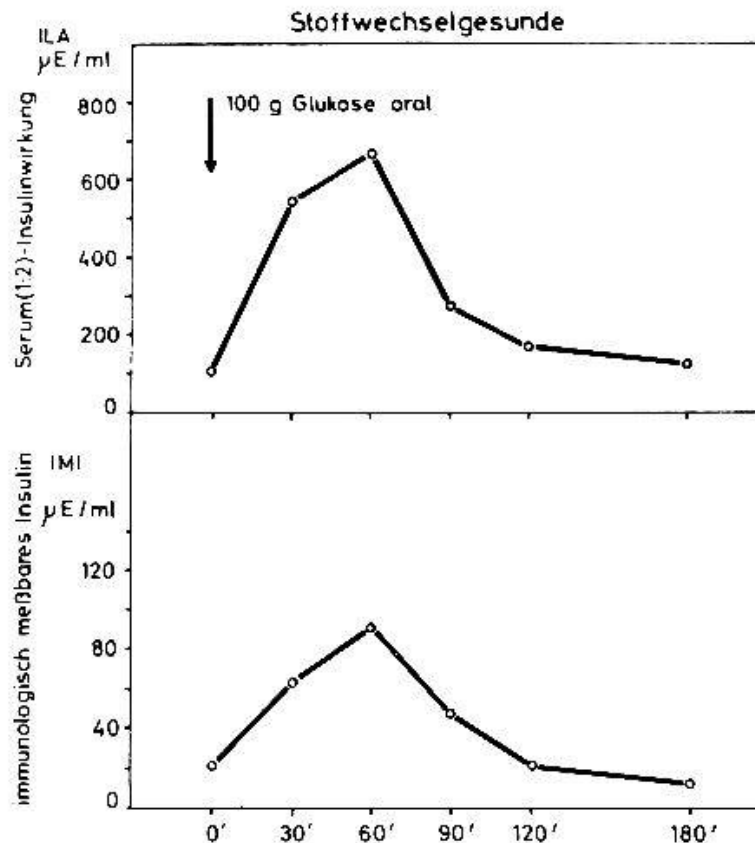 Stoffwechselgesunde
ILA
µE/ml
Serum(1:2)-Insulinwirkung
100 g Glukose oral
800
600
400
200
0
IMI
µE/ml
immunologisch meßbares Insulin
120
80
40
0
0' 30' 60' 90' 120' 180'